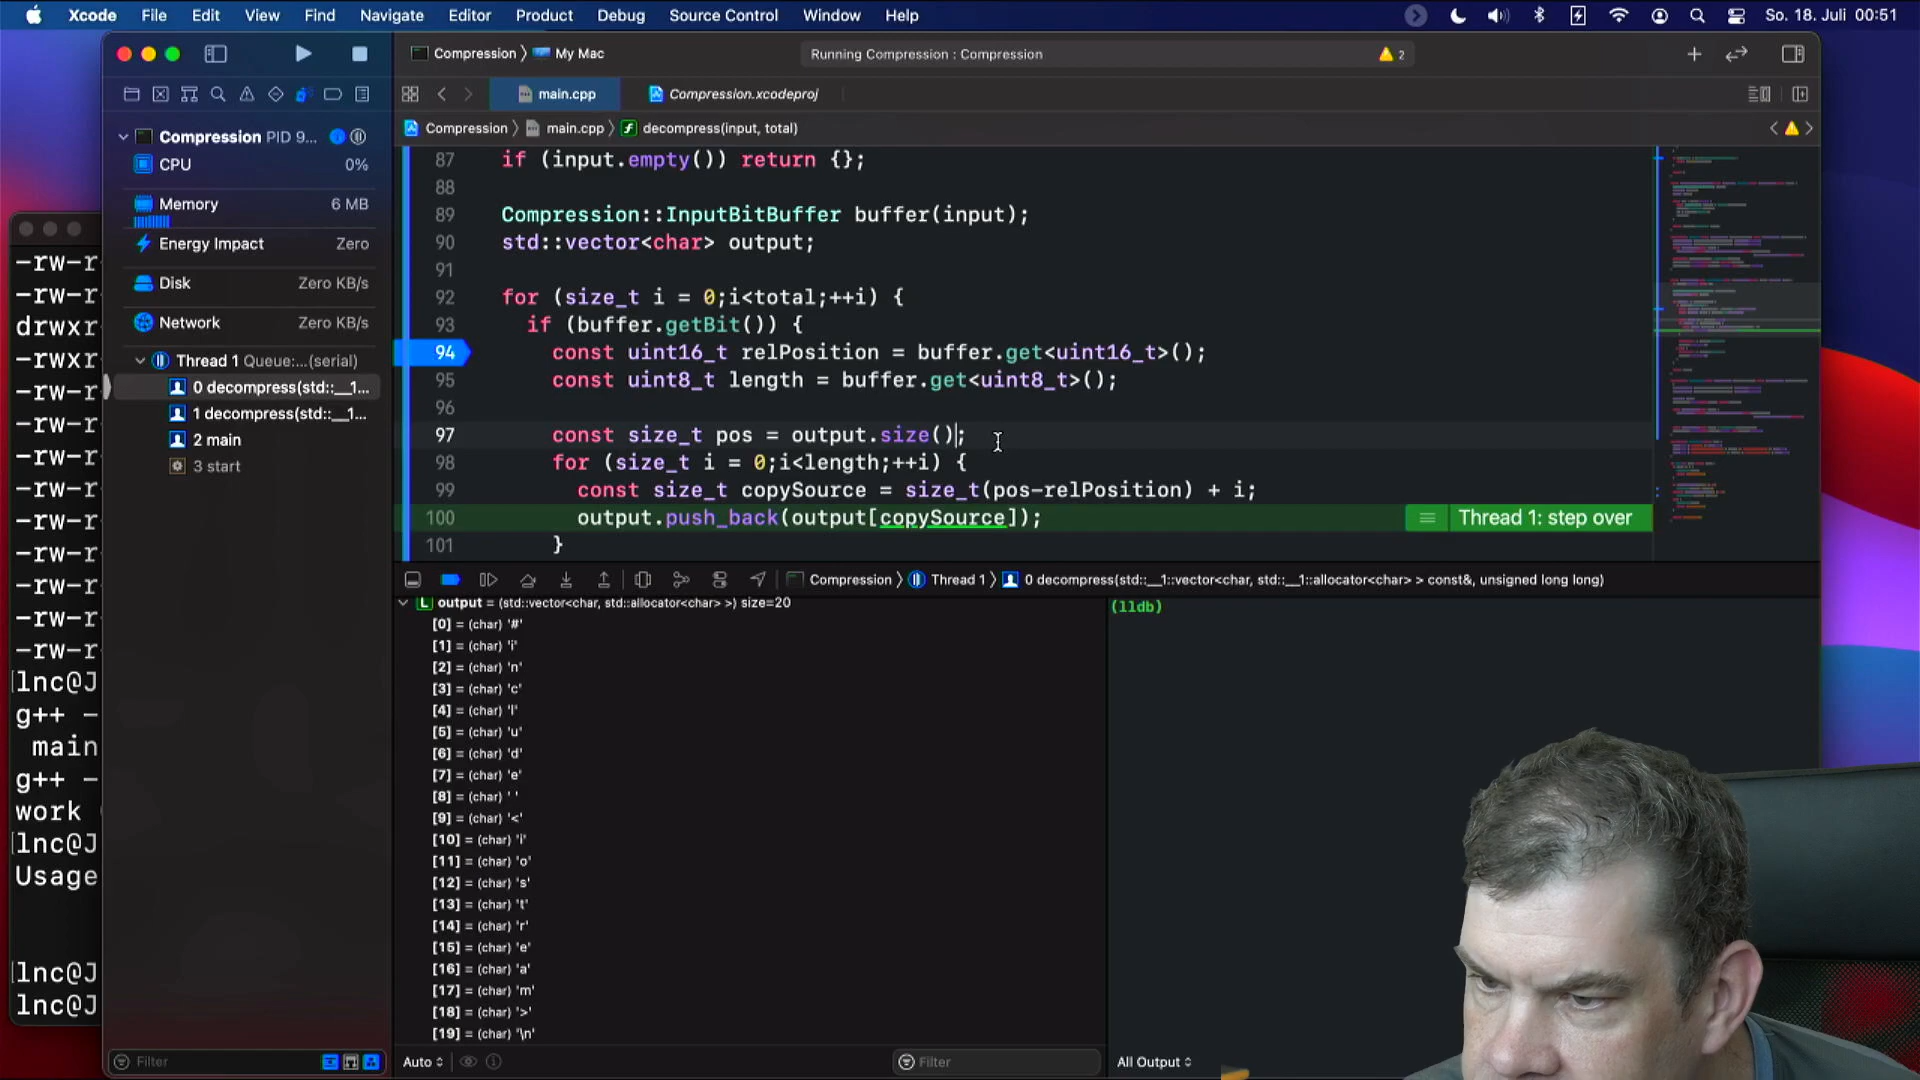 Xcode File Edit View Find Navigate Editor Product Debug Source Control Window Help So. 18. Juli 00:51
Compression 〉 My Mac
Running Compression : Compression
2
main.cpp
Compression.xcodeproj
Compression 〉 main.cpp 〉 decompress(input, total)
Compression PID 9...
CPU 0%
Memory 6 MB
Energy Impact Zero
Disk Zero KB/s
Network Zero KB/s
Thread 1 Queue:...(serial)
0 decompress(std::__1...
1 decompress(std::__1...
2 main
3 start
Filter
87 if (input.empty()) return {};
88
89 Compression::InputBitBuffer buffer(input);
90 std::vector<char> output;
91
92 for (size_t i = 0;i<total;++i) {
93 if (buffer.getBit()) {
94 const uint16_t relPosition = buffer.get<uint16_t>();
95 const uint8_t length = buffer.get<uint8_t>();
96
97 const size_t pos = output.size();
98 for (size_t i = 0;i<length;++i) {
99 const size_t copySource = size_t(pos-relPosition) + i;
100 output.push_back(output[copySource]);
Thread 1: step over
101 }
Compression 〉 Thread 1 〉 0 decompress(std::__1::vector<char, std::__1::allocator<char> > const&, unsigned long long)
L output = (std::vector<char, std::allocator<char> >) size=20
[0] = (char) '#'
[1] = (char) 'i'
[2] = (char) 'n'
[3] = (char) 'c'
[4] = (char) 'l'
[5] = (char) 'u'
[6] = (char) 'd'
[7] = (char) 'e'
[8] = (char) ' '
[9] = (char) '<'
[10] = (char) 'i'
[11] = (char) 'o'
[12] = (char) 's'
[13] = (char) 't'
[14] = (char) 'r'
[15] = (char) 'e'
[16] = (char) 'a'
[17] = (char) 'm'
[18] = (char) '>'
[19] = (char) '\n'
Auto
Filter
(lldb)
All Output
-rw-r
-rw-r
drwxr
-rwxr
-rw-r
-rw-r
-rw-r
-rw-r
-rw-r
-rw-r
-rw-r
-rw-r
-rw-r
lnc@J
g++ -
main
g++ -
work
lnc@J
Usage
lnc@J
lnc@J